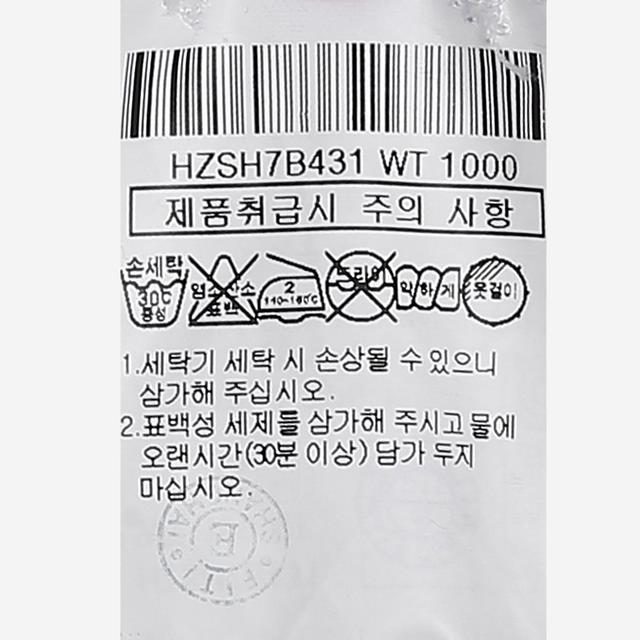 HZSH7B431 WT 1000
제품취급시 주의 사항
손세탁 30℃ 중성
염소산소 표백
2 140~160℃
드라이
약하게
옷걸이
1.세탁기 세탁 시 손상될 수 있으니
삼가해 주십시오.
2.표백성 세제를 삼가해 주시고 물에
오랜시간(30분 이상) 담가 두지
마십시오.
E
FITI